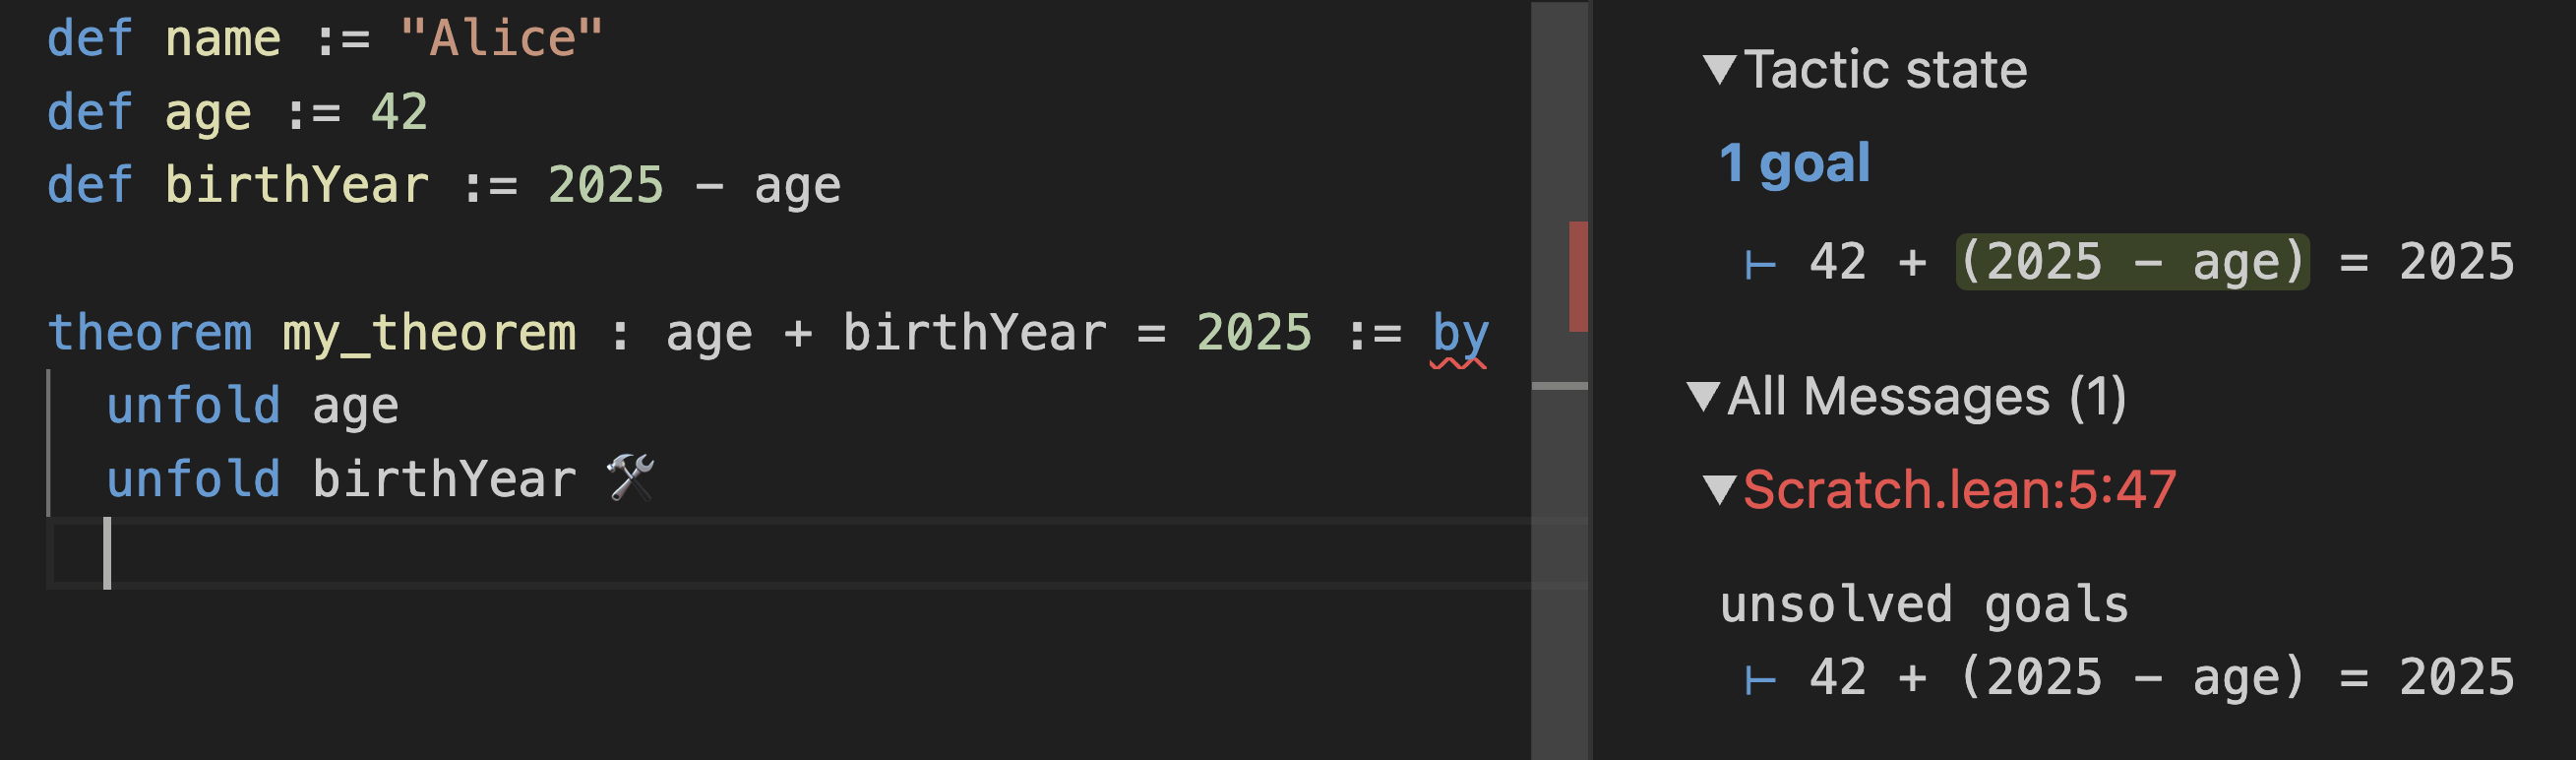 def name := "Alice"
def age := 42
def birthYear := 2025 - age
theorem my_theorem : age + birthYear = 2025 := by
unfold age
unfold birthYear 🛠️
▼Tactic state
1 goal
⊢ 42 + (2025 - age) = 2025
▼All Messages (1)
▼Scratch.lean:5:47
unsolved goals
⊢ 42 + (2025 - age) = 2025